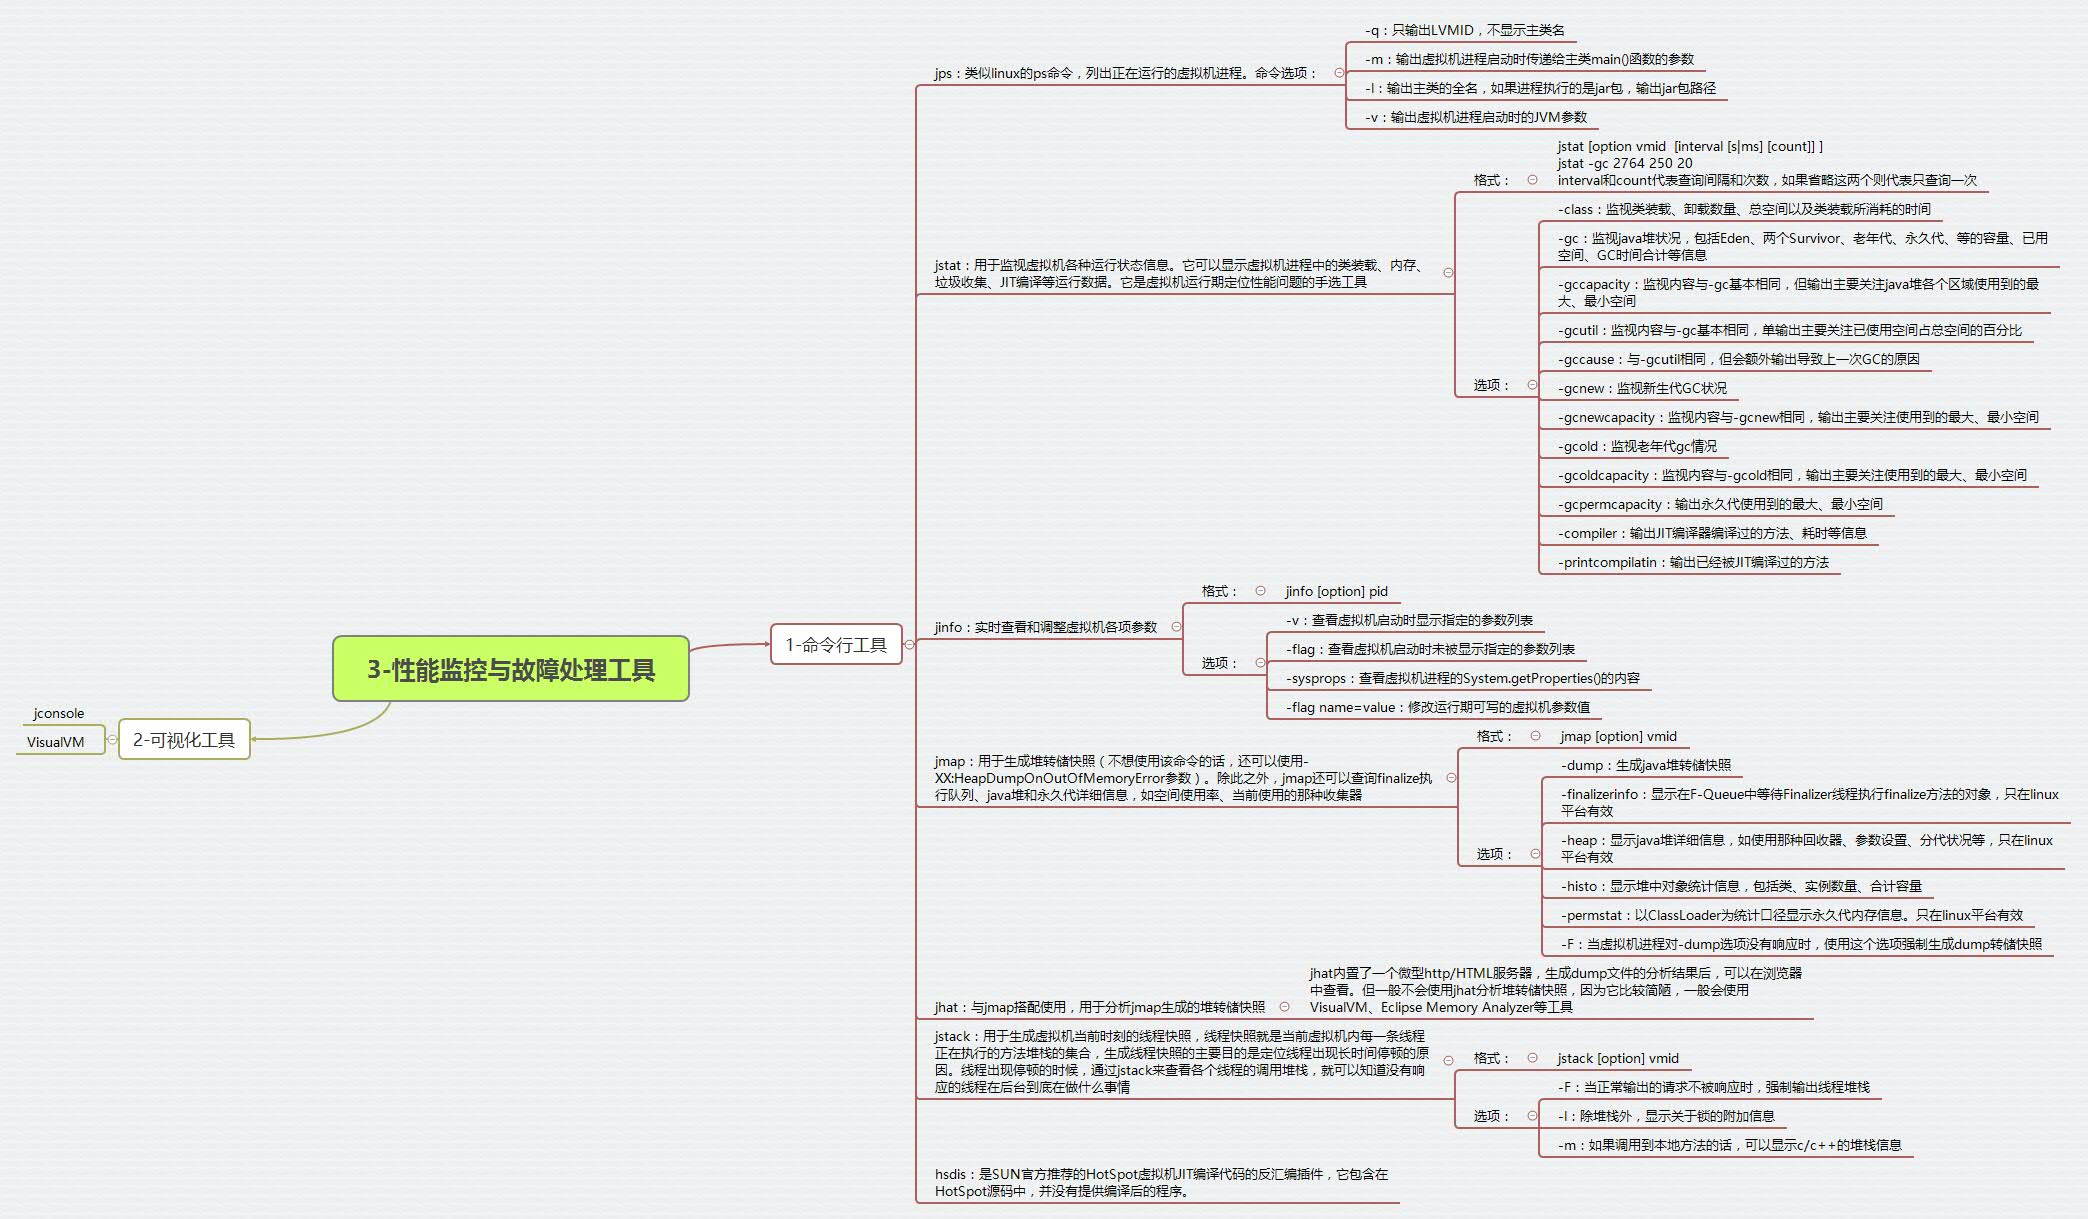 3-性能监控与故障处理工具
1-命令行工具
jps：类似linux的ps命令，列出正在运行的虚拟机进程。命令选项：
-q：只输出LVMID，不显示主类名
-m：输出虚拟机进程启动时传递给主类main()函数的参数
-l：输出主类的全名，如果进程执行的是jar包，输出jar包路径
-v：输出虚拟机进程启动时的JVM参数
jstat：用于监视虚拟机各种运行状态信息。它可以显示虚拟机进程中的类装载、内存、
垃圾收集、JIT编译等运行数据。它是虚拟机运行期定位性能问题的手选工具
格式：
jstat [option vmid  [interval [s|ms] [count]] ]
jstat -gc 2764 250 20
interval和count代表查询间隔和次数，如果省略这两个则代表只查询一次
选项：
-class：监视类装载、卸载数量、总空间以及类装载所消耗的时间
-gc：监视java堆状况，包括Eden、两个Survivor、老年代、永久代、等的容量、已用
空间、GC时间合计等信息
-gccapacity：监视内容与-gc基本相同，但输出主要关注java堆各个区域使用到的最
大、最小空间
-gcutil：监视内容与-gc基本相同，单输出主要关注已使用空间占总空间的百分比
-gccause：与-gcutil相同，但会额外输出导致上一次GC的原因
-gcnew：监视新生代GC状况
-gcnewcapacity：监视内容与-gcnew相同，输出主要关注使用到的最大、最小空间
-gcold：监视老年代gc情况
-gcoldcapacity：监视内容与-gcold相同，输出主要关注使用到的最大、最小空间
-gcpermcapacity：输出永久代使用到的最大、最小空间
-compiler：输出JIT编译器编译过的方法、耗时等信息
-printcompilatin：输出已经被JIT编译过的方法
jinfo：实时查看和调整虚拟机各项参数
格式：
jinfo [option] pid
选项：
-v：查看虚拟机启动时显示指定的参数列表
-flag：查看虚拟机启动时未被显示指定的参数列表
-sysprops：查看虚拟机进程的System.getProperties()的内容
-flag name=value：修改运行期可写的虚拟机参数值
jmap：用于生成堆转储快照（不想使用该命令的话，还可以使用-
XX:HeapDumpOnOutOfMemoryError参数）。除此之外，jmap还可以查询finalize执
行队列、java堆和永久代详细信息，如空间使用率、当前使用的那种收集器
格式：
jmap [option] vmid
选项：
-dump：生成java堆转储快照
-finalizerinfo：显示在F-Queue中等待Finalizer线程执行finalize方法的对象，只在linux
平台有效
-heap：显示java堆详细信息，如使用那种回收器、参数设置、分代状况等，只在linux
平台有效
-histo：显示堆中对象统计信息，包括类、实例数量、合计容量
-permstat：以ClassLoader为统计口径显示永久代内存信息。只在linux平台有效
-F：当虚拟机进程对-dump选项没有响应时，使用这个选项强制生成dump转储快照
jhat：与jmap搭配使用，用于分析jmap生成的堆转储快照
jhat内置了一个微型http/HTML服务器，生成dump文件的分析结果后，可以在浏览器
中查看。但一般不会使用jhat分析堆转储快照，因为它比较简陋，一般会使用
VisualVM、Eclipse Memory Analyzer等工具
jstack：用于生成虚拟机当前时刻的线程快照，线程快照就是当前虚拟机内每一条线程
正在执行的方法堆栈的集合，生成线程快照的主要目的是定位线程出现长时间停顿的原
因。线程出现停顿的时候，通过jstack来查看各个线程的调用堆栈，就可以知道没有响
应的线程在后台到底在做什么事情
格式：
jstack [option] vmid
选项：
-F：当正常输出的请求不被响应时，强制输出线程堆栈
-l：除堆栈外，显示关于锁的附加信息
-m：如果调用到本地方法的话，可以显示c/c++的堆栈信息
hsdis：是SUN官方推荐的HotSpot虚拟机JIT编译代码的反汇编插件，它包含在
HotSpot源码中，并没有提供编译后的程序。
2-可视化工具
jconsole
VisualVM